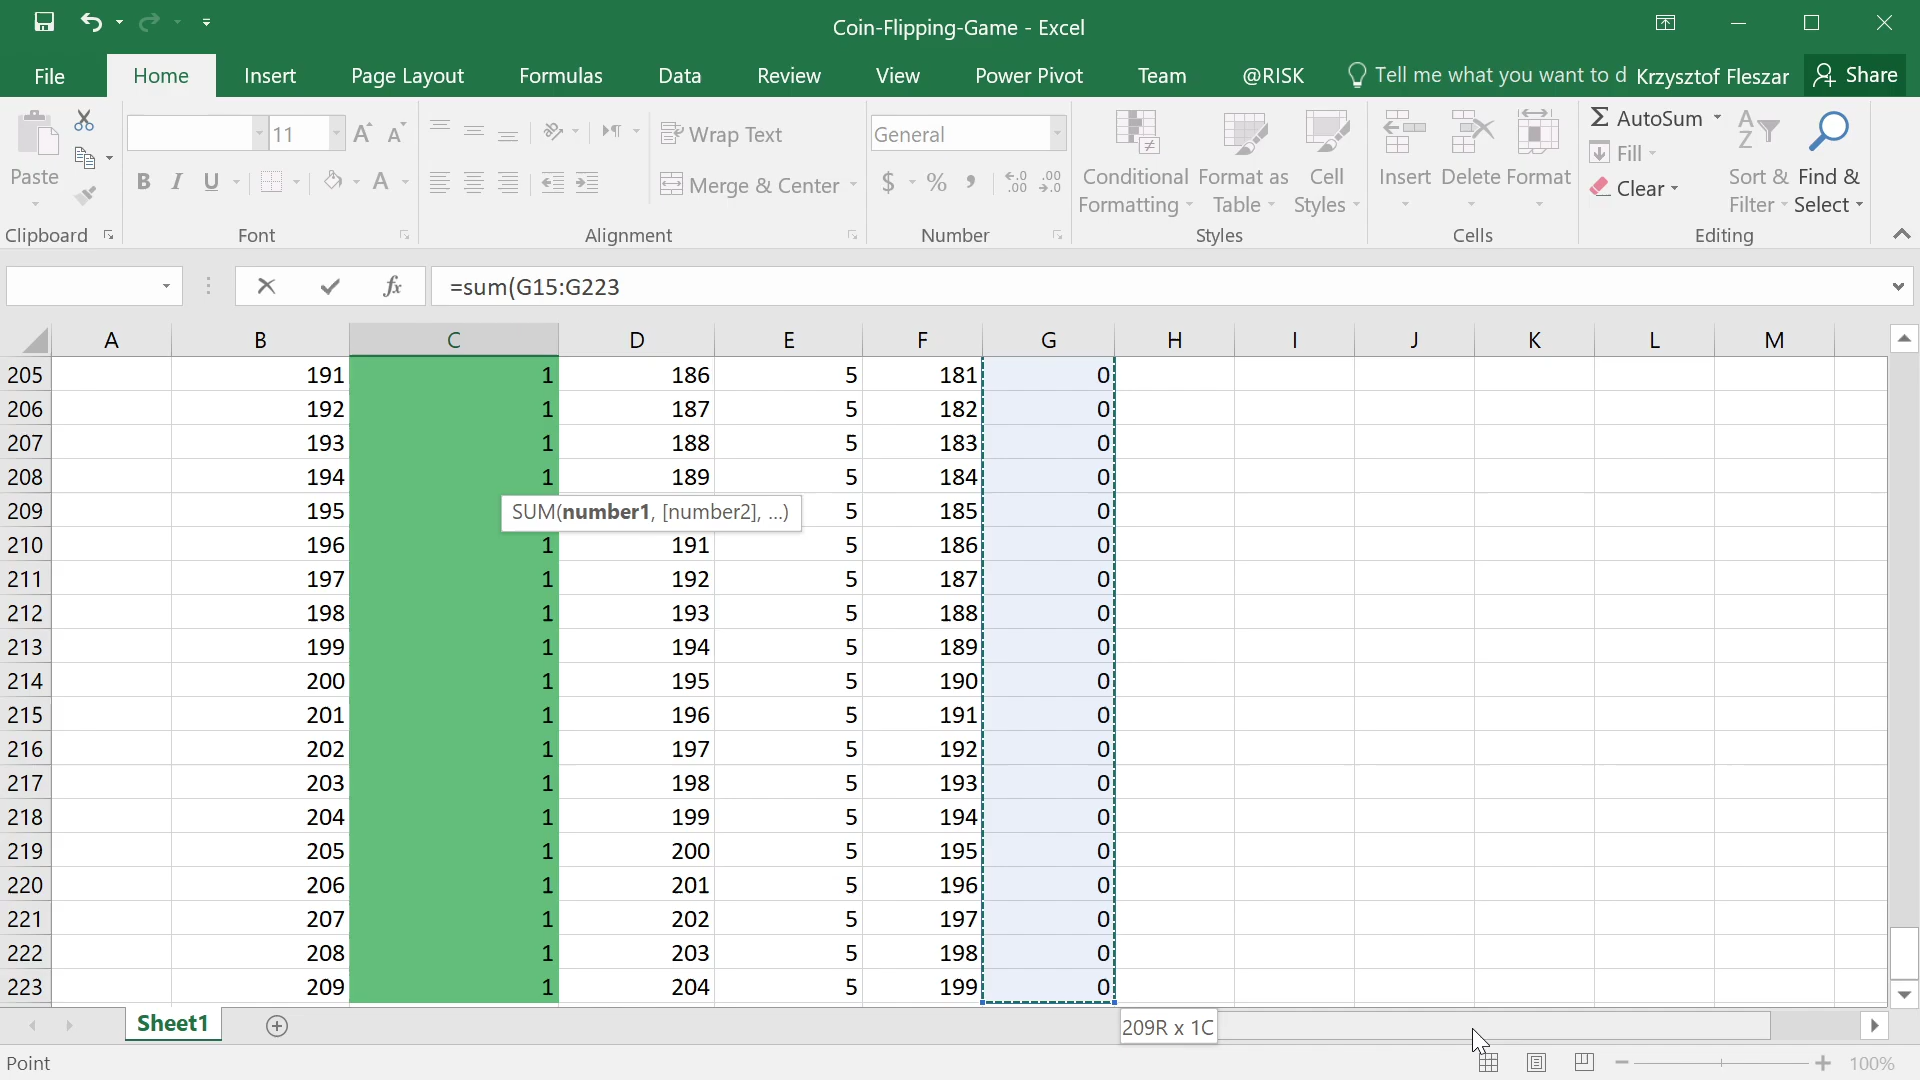 Coin-Flipping-Game - Excel
File Home Insert Page Layout Formulas Data Review View Power Pivot Team @RISK Tell me what you want to d Krzysztof Fleszar Share
11 Wrap Text General AutoSum
Fill
Paste B I U Merge & Center $ % , Conditional Format as Cell Insert Delete Format Clear Sort & Find &
Formatting Table Styles Filter Select
Clipboard Font Alignment Number Styles Cells Editing
fx =sum(G15:G223
A B C D E F G H I J K L M
205 191 1 186 5 181 0
206 192 1 187 5 182 0
207 193 1 188 5 183 0
208 194 1 189 5 184 0
209 195 SUM(number1, [number2], ...) 5 185 0
210 196 1 191 5 186 0
211 197 1 192 5 187 0
212 198 1 193 5 188 0
213 199 1 194 5 189 0
214 200 1 195 5 190 0
215 201 1 196 5 191 0
216 202 1 197 5 192 0
217 203 1 198 5 193 0
218 204 1 199 5 194 0
219 205 1 200 5 195 0
220 206 1 201 5 196 0
221 207 1 202 5 197 0
222 208 1 203 5 198 0
223 209 1 204 5 199 0
Sheet1 209R x 1C
Point 100%